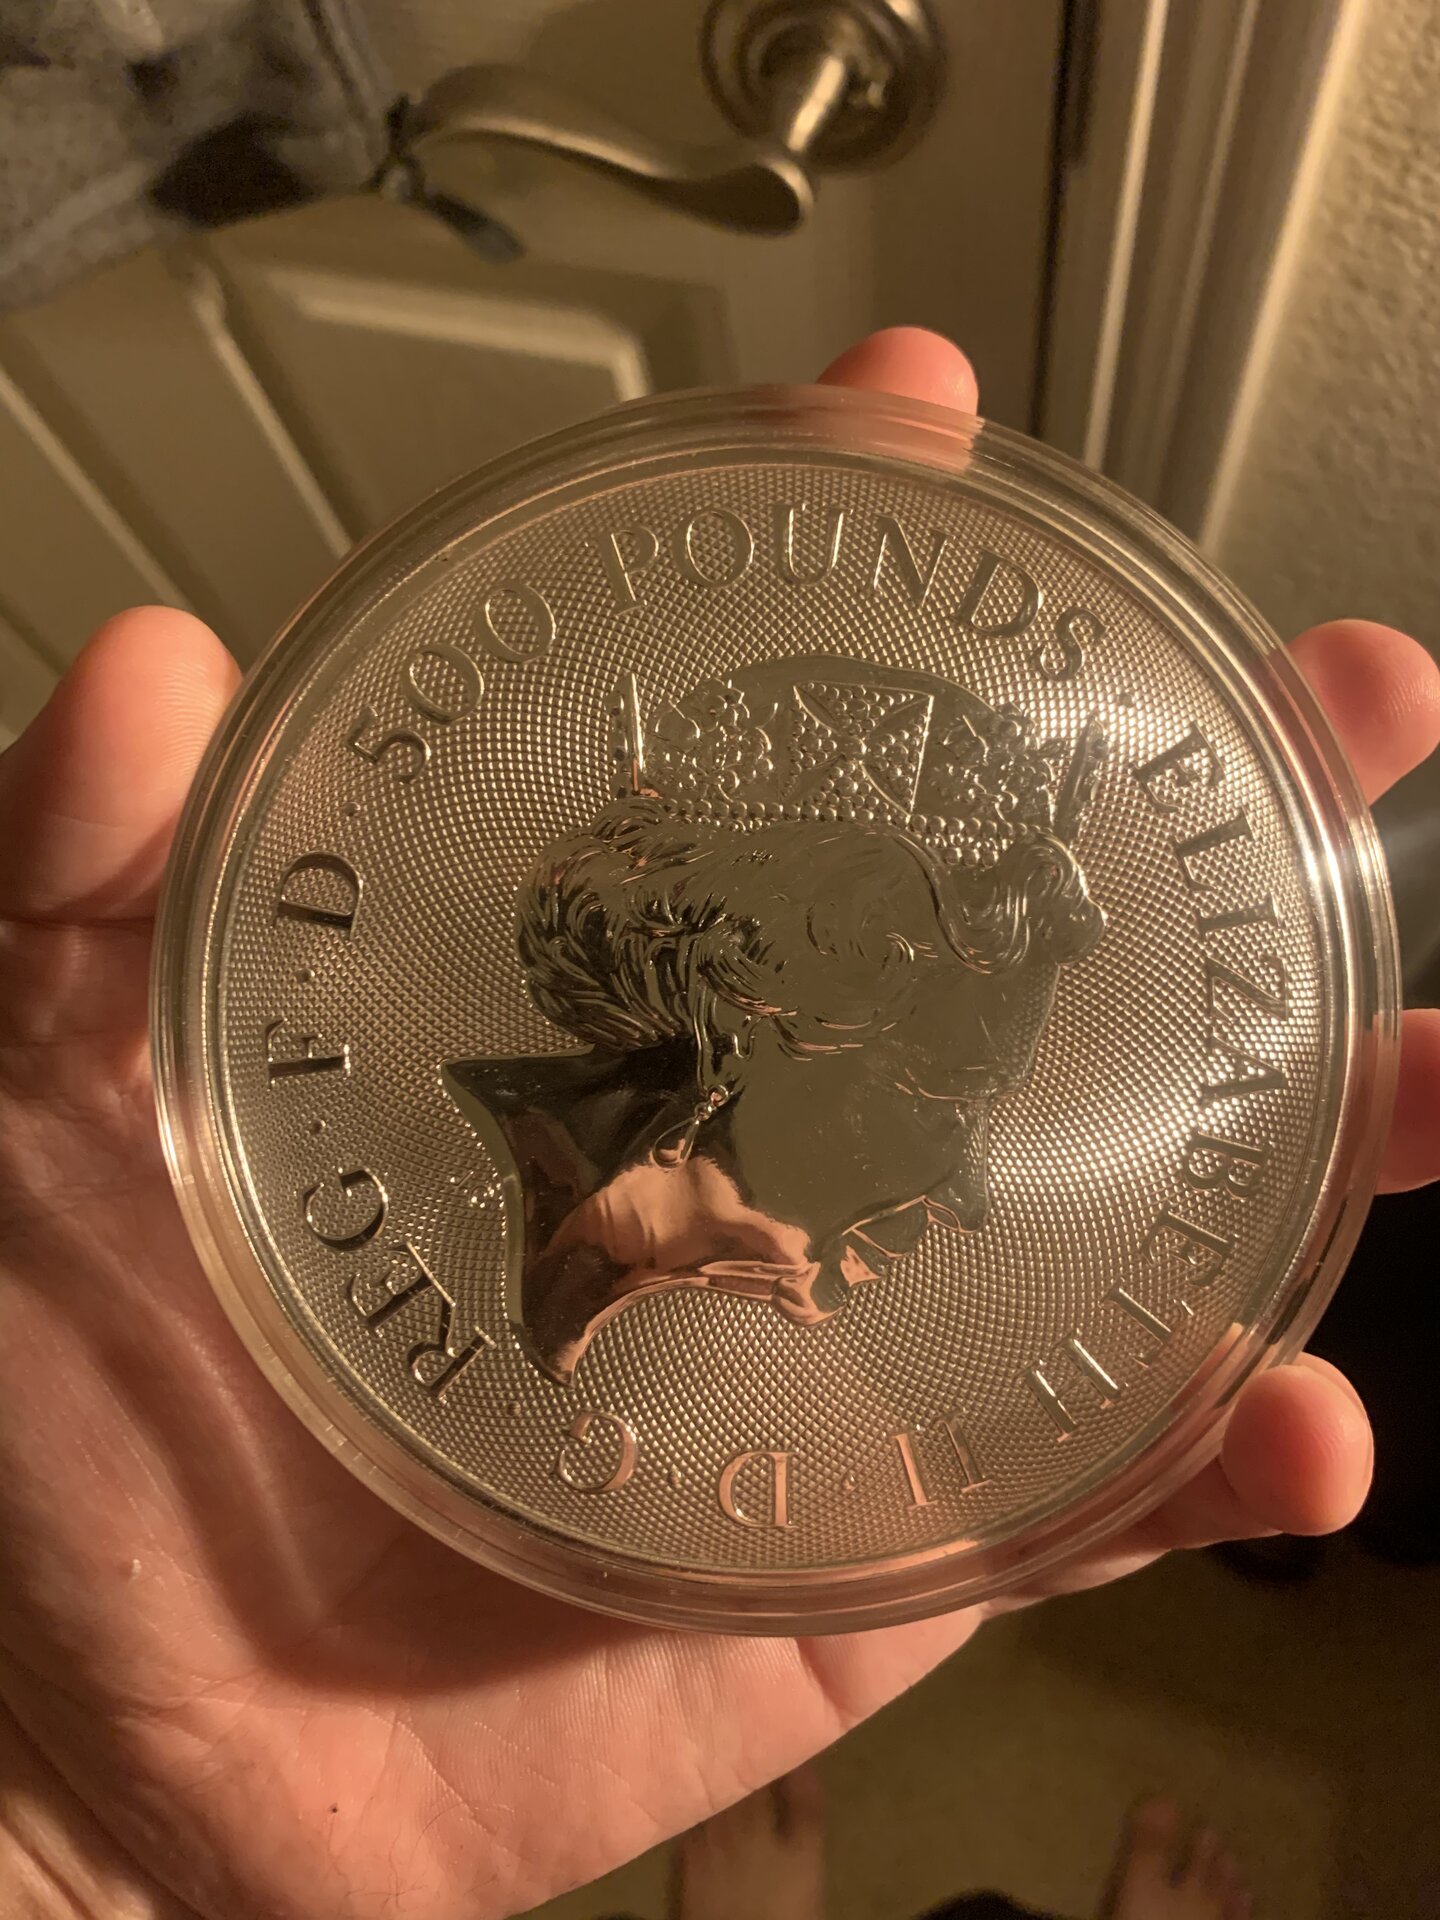 ELIZABETH II · D · G · REG · F · D · 500 POUNDS ·